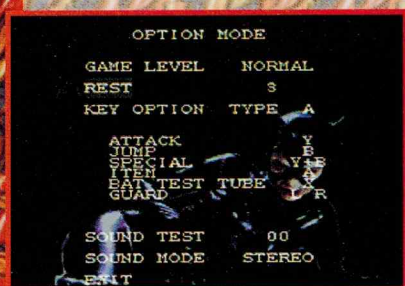 OPTION MODE
GAME LEVEL NORMAL
REST 3
KEY OPTION TYPE A
ATTACK Y
JUMP B
SPECIAL Y+B
ITEM A
BAT TEST TUBE X
GUARD L R
SOUND TEST 00
SOUND MODE STEREO
EXIT